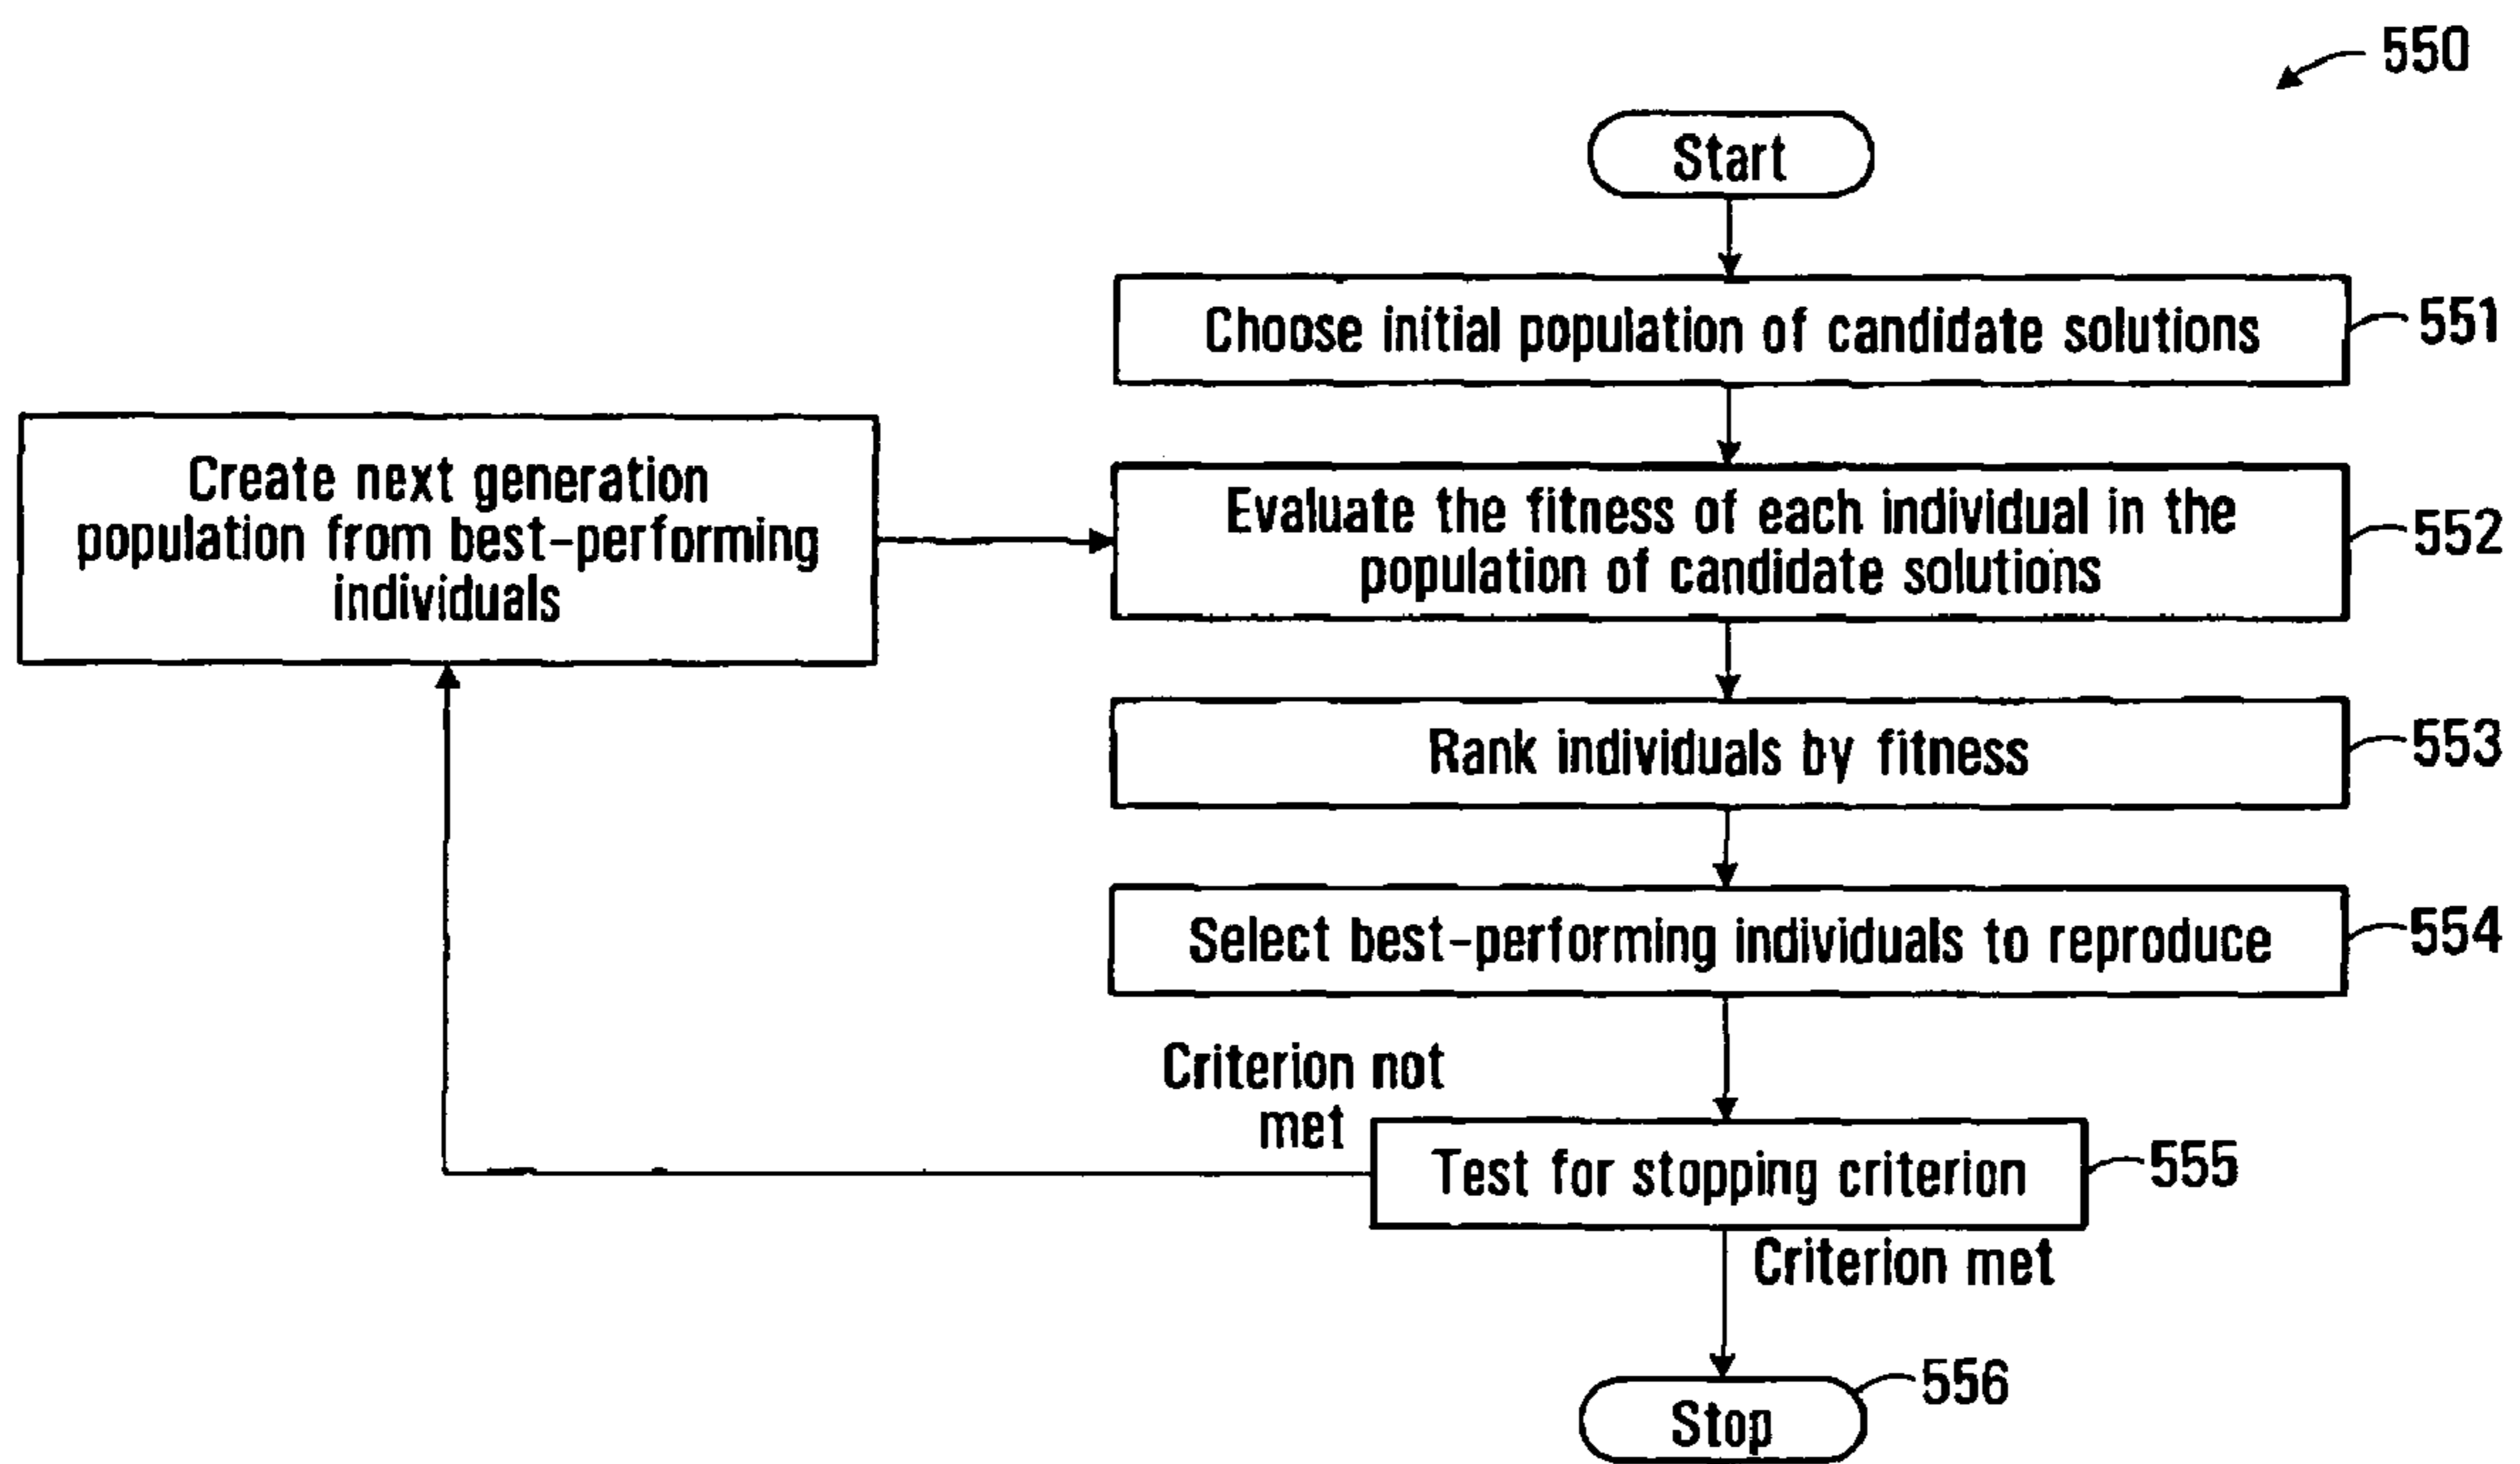 550
Start
Choose initial population of candidate solutions
551
Create next generation
population from best-performing
individuals
Evaluate the fitness of each individual in the
population of candidate solutions
552
Rank individuals by fitness
553
Select best-performing individuals to reproduce
554
Criterion not
met
Test for stopping criterion
555
Criterion met
Stop
556